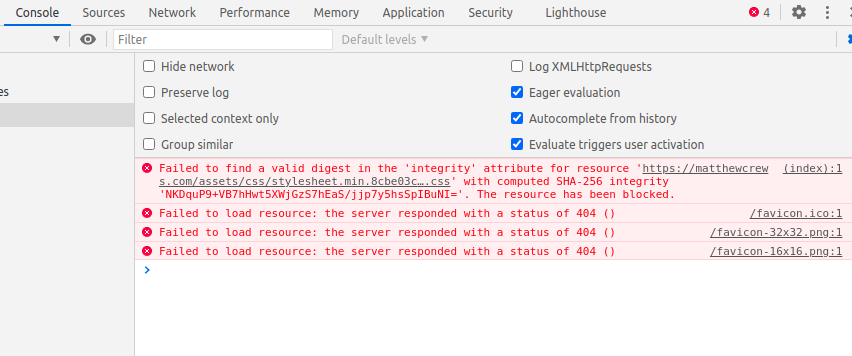 Console Sources Network Performance Memory Application Security Lighthouse 4
Filter Default levels
Hide network Log XMLHttpRequests
es Preserve log Eager evaluation
Selected context only Autocomplete from history
Group similar Evaluate triggers user activation
Failed to find a valid digest in the 'integrity' attribute for resource 'https://matthewcrew (index):1
s.com/assets/css/stylesheet.min.8cbe03c….css' with computed SHA-256 integrity
'NKDquP9+VB7hHwt5XWjGzS7hEaS/jjp7y5hsSpIBuNI='. The resource has been blocked.
Failed to load resource: the server responded with a status of 404 () /favicon.ico:1
Failed to load resource: the server responded with a status of 404 () /favicon-32x32.png:1
Failed to load resource: the server responded with a status of 404 () /favicon-16x16.png:1